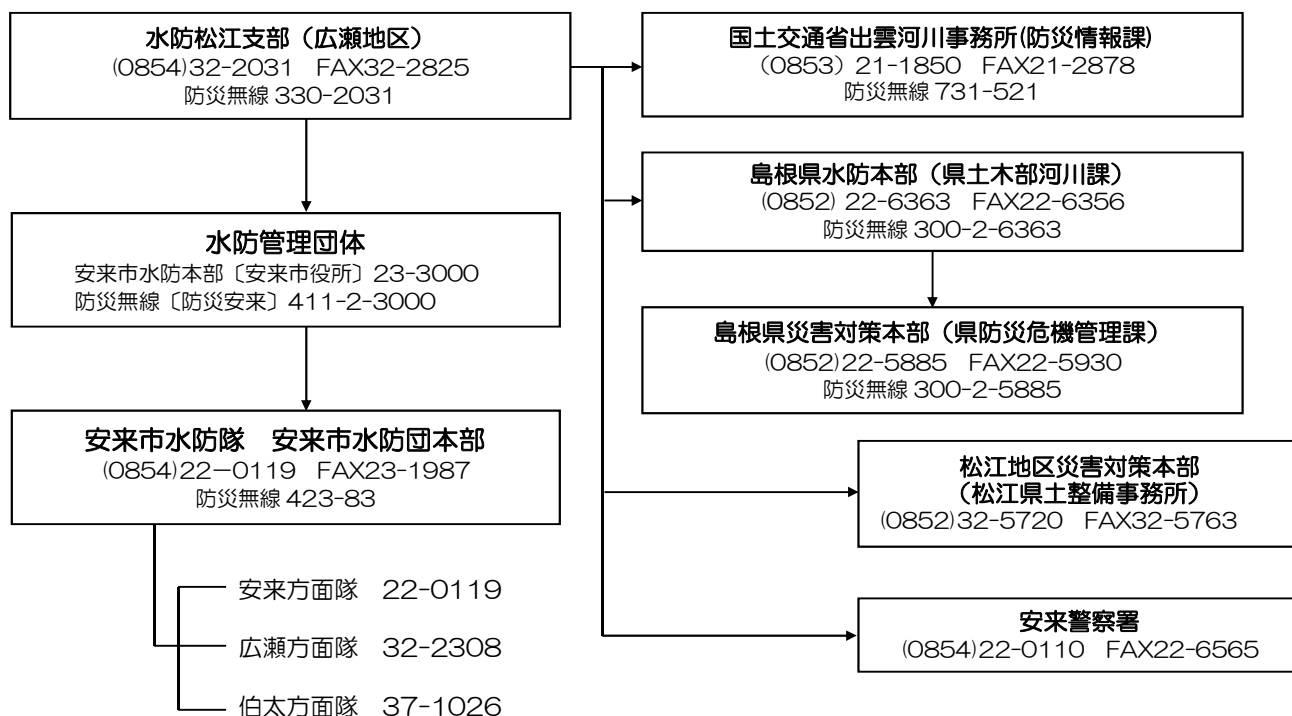 水防松江支部（広瀬地区）
(0854)32-2031 FAX32-2825
防災無線 330-2031
水防管理団体
安来市水防本部〔安来市役所〕23-3000
防災無線〔防災安来〕411-2-3000
安来市水防隊 安来市水防団本部
(0854)22－0119 FAX23-1987
防災無線 423-83
安来方面隊 22-0119
広瀬方面隊 32-2308
伯太方面隊 37-1026
国土交通省出雲河川事務所(防災情報課)
（0853）21-1850 FAX21-2878
防災無線 731-521
島根県水防本部（県土木部河川課）
(0852) 22-6363 FAX22-6356
防災無線 300-2-6363
島根県災害対策本部（県防災危機管理課）
(0852)22-5885 FAX22-5930
防災無線 300-2-5885
松江地区災害対策本部
（松江県土整備事務所）
(0852)32-5720 FAX32-5763
安来警察署
(0854)22-0110 FAX22-6565